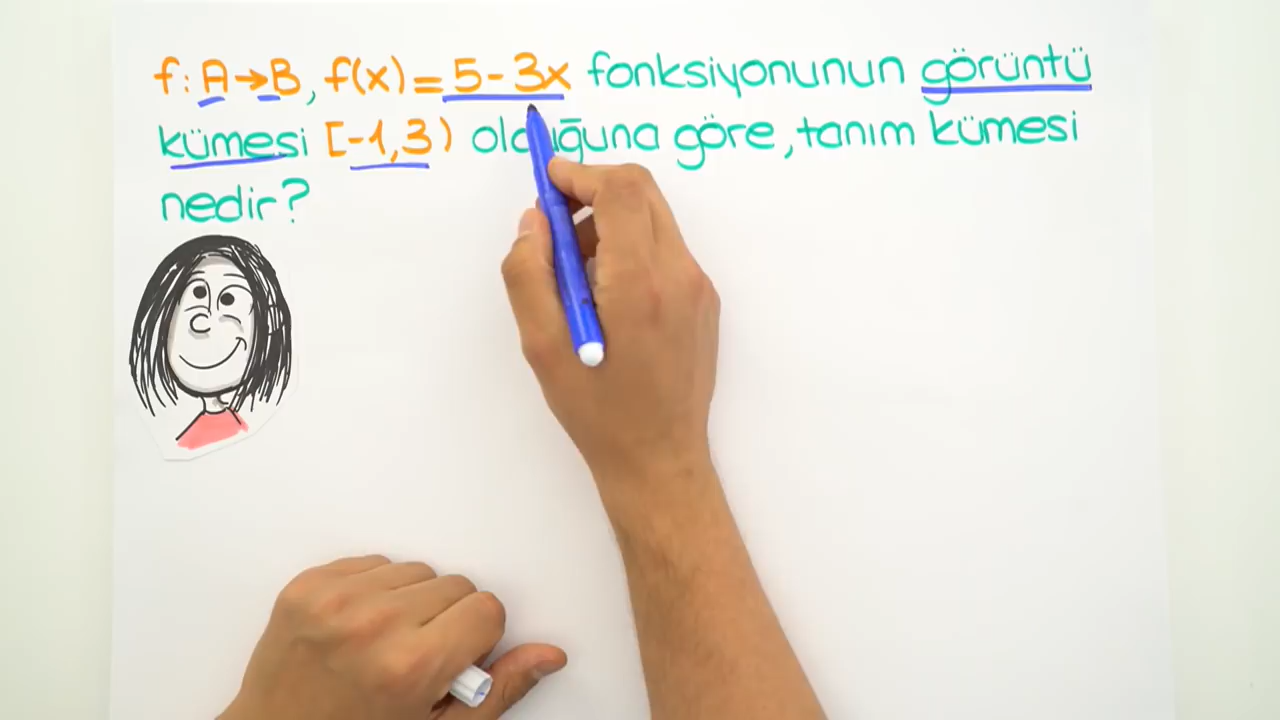 f: A→B, f(x) = 5-3x fonksiyonunun görüntü
kümesi [-1,3) olduğuna göre, tanım kümesi
nedir?